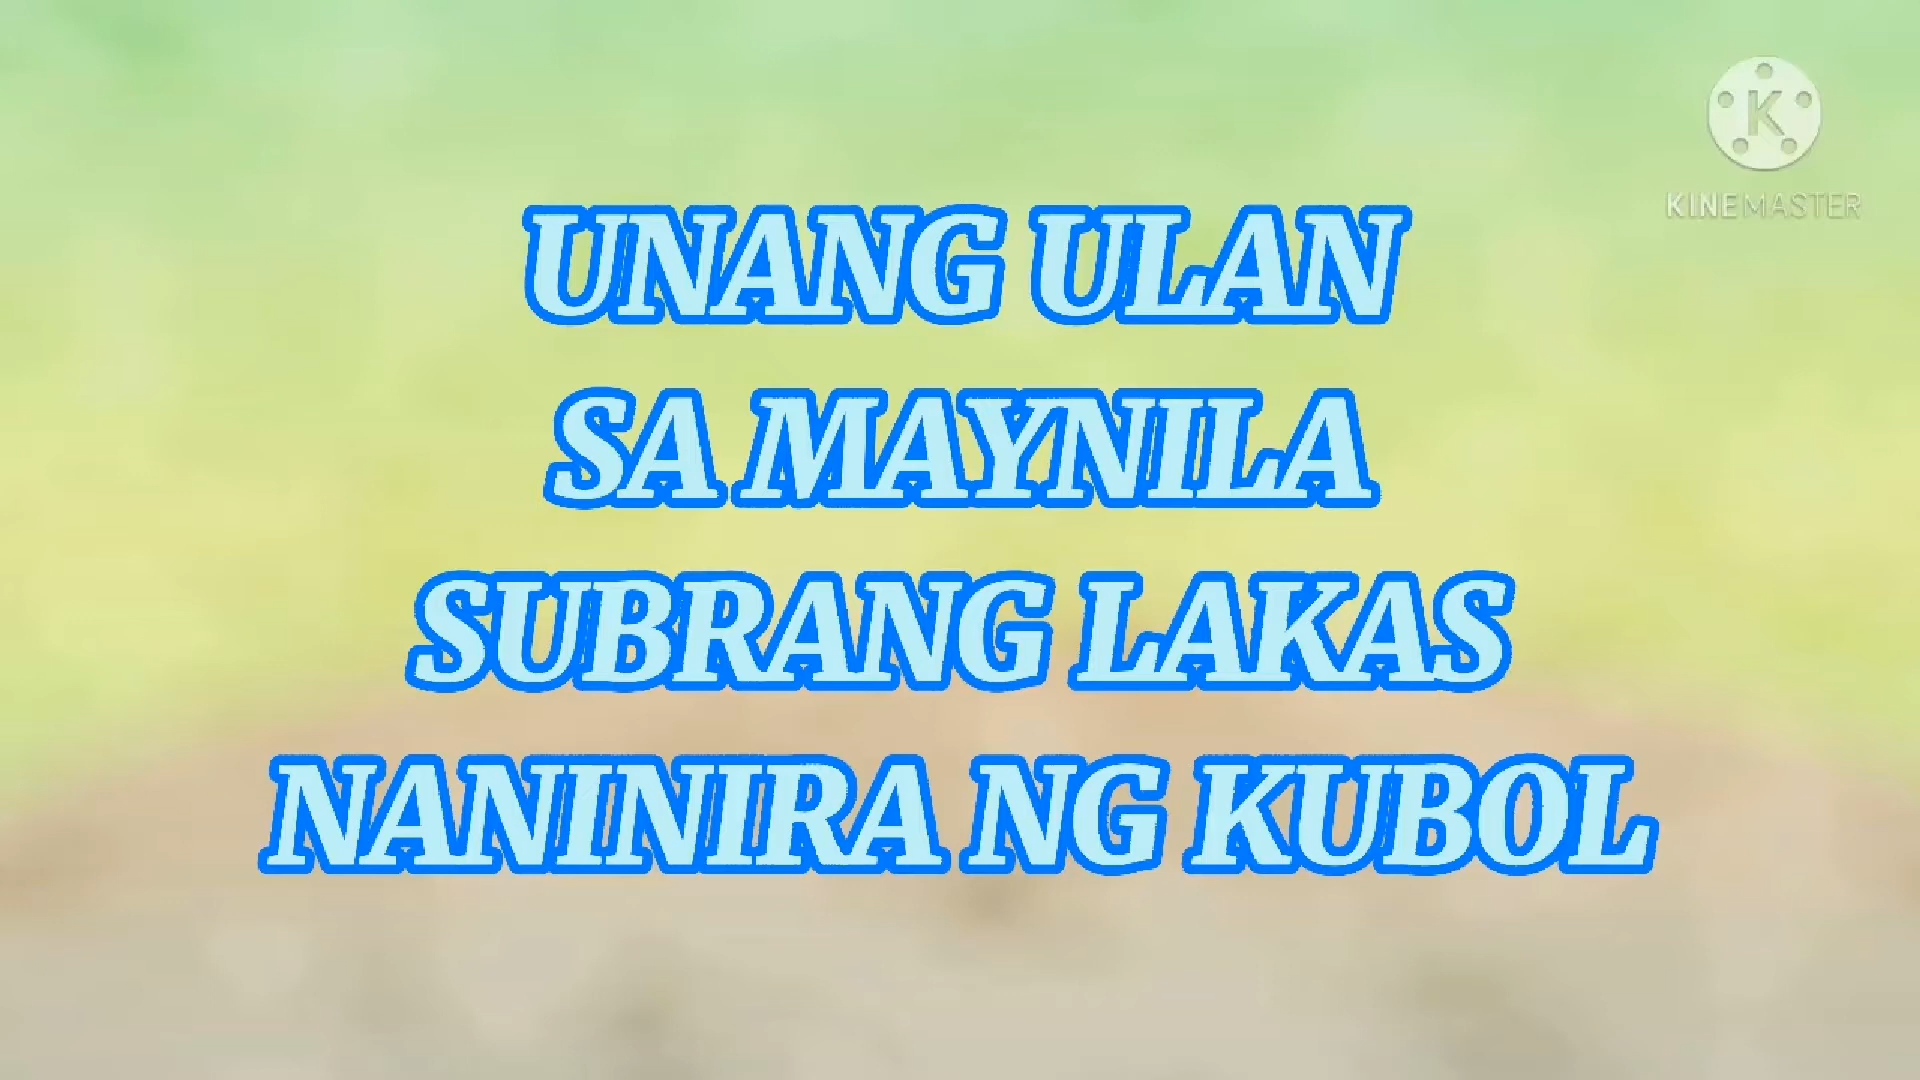 K
KINEMASTER
UNANG ULAN
SA MAYNILA
SUBRANG LAKAS
NANINIRA NG KUBOL